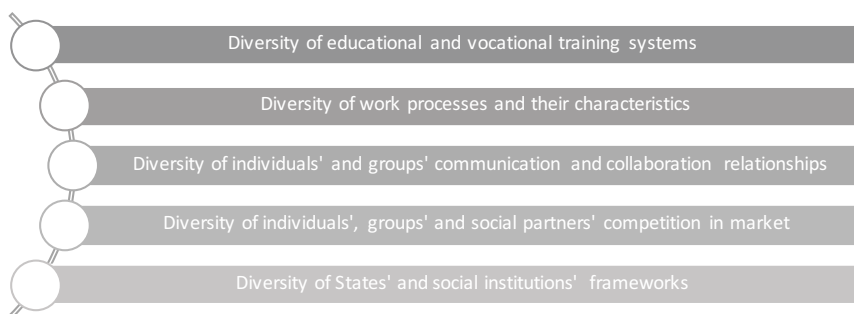 Diversity of educational and vocational training systems
Diversity of work processes and their characteristics
Diversity of individuals' and groups' communication and collaboration relationships
Diversity of individuals', groups' and social partners' competition in market
Diversity of States' and social institutions' frameworks